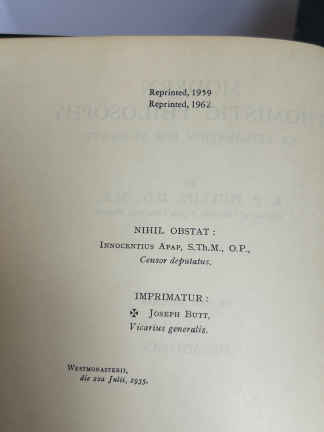 Reprinted, 1959
Reprinted, 1962
NIHIL OBSTAT :
INNOCENTIUS APAP, S.Th.M., O.P.,
Censor deputatus.
IMPRIMATUR :
✠ JOSEPH BUTT,
Vicarius generalis.
WESTMONASTERII,
die 22a Julii, 1935.